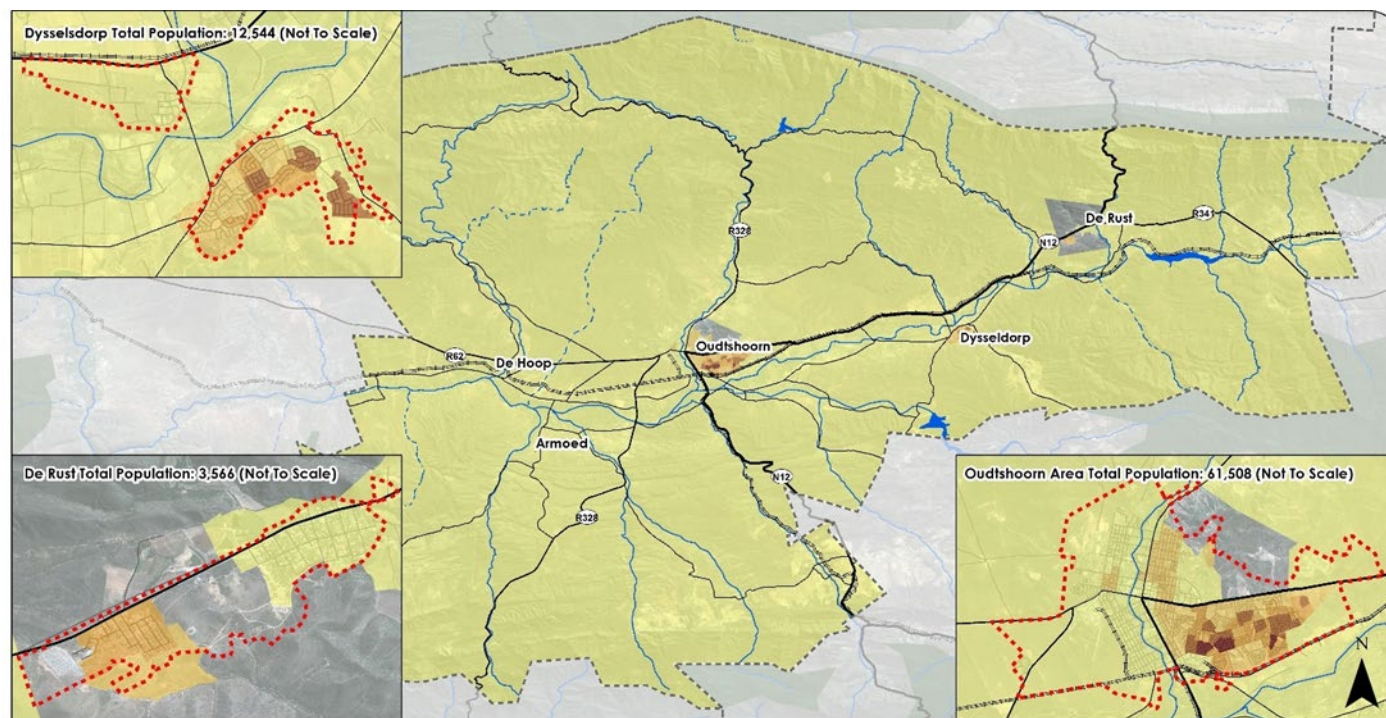 Dysselsdorp Total Population: 12,544 (Not To Scale)
R341
De Rust
N12
R328
Oudtshoorn
Dysseldorp
R62
De Hoop
Armoed
De Rust Total Population: 3,566 (Not To Scale)
N12
Oudtshoorn Area Total Population: 61,508 (Not To Scale)
R328
N